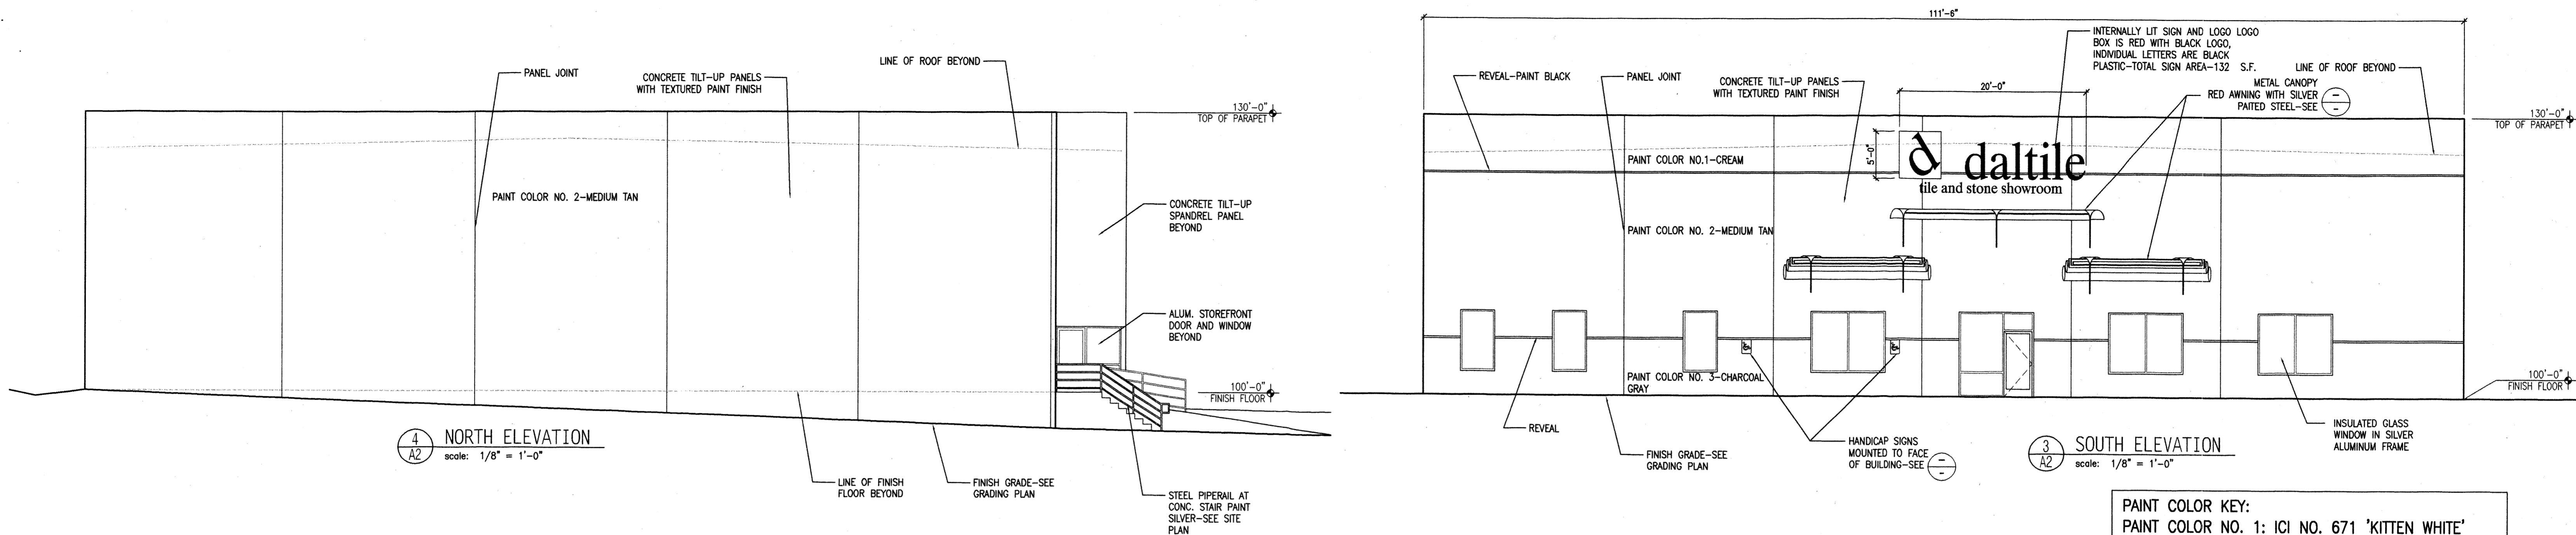 PANEL JOINT
CONCRETE TILT-UP PANELS
WITH TEXTURED PAINT FINISH
LINE OF ROOF BEYOND
130'-0"
TOP OF PARAPET
PAINT COLOR NO. 2-MEDIUM TAN
CONCRETE TILT-UP
SPANDREL PANEL
BEYOND
ALUM. STOREFRONT
DOOR AND WINDOW
BEYOND
100'-0"
FINISH FLOOR
4
A2
NORTH ELEVATION
scale: 1/8" = 1'-0"
LINE OF FINISH
FLOOR BEYOND
FINISH GRADE-SEE
GRADING PLAN
STEEL PIPERAIL AT
CONC. STAIR PAINT
SILVER-SEE SITE
PLAN
111'-6"
REVEAL-PAINT BLACK
PANEL JOINT
CONCRETE TILT-UP PANELS
WITH TEXTURED PAINT FINISH
20'-0"
INTERNALLY LIT SIGN AND LOGO LOGO
BOX IS RED WITH BLACK LOGO,
INDIVIDUAL LETTERS ARE BLACK
PLASTIC-TOTAL SIGN AREA-132 S.F.
LINE OF ROOF BEYOND
METAL CANOPY
RED AWNING WITH SILVER
PAITED STEEL-SEE
130'-0"
TOP OF PARAPET
5'-0"
PAINT COLOR NO.1-CREAM
d daltile
tile and stone showroom
PAINT COLOR NO. 2-MEDIUM TAN
PAINT COLOR NO. 3-CHARCOAL
GRAY
100'-0"
FINISH FLOOR
REVEAL
FINISH GRADE-SEE
GRADING PLAN
HANDICAP SIGNS
MOUNTED TO FACE
OF BUILDING-SEE
3
A2
SOUTH ELEVATION
scale: 1/8" = 1'-0"
INSULATED GLASS
WINDOW IN SILVER
ALUMINUM FRAME
PAINT COLOR KEY:
PAINT COLOR NO. 1: ICI NO. 671 'KITTEN WHITE'